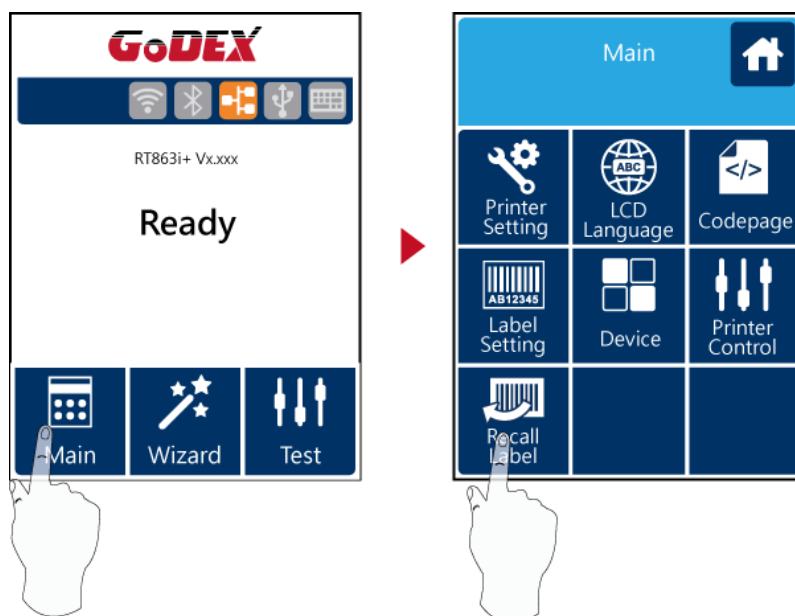 GoDEX
RT863i+ Vx.xxx
Ready
Main
Wizard
Test
Main
ABC
</>
Printer
Setting
LCD
Language
Codepage
AB12345
Label
Setting
Device
Printer
Control
Recall
Label